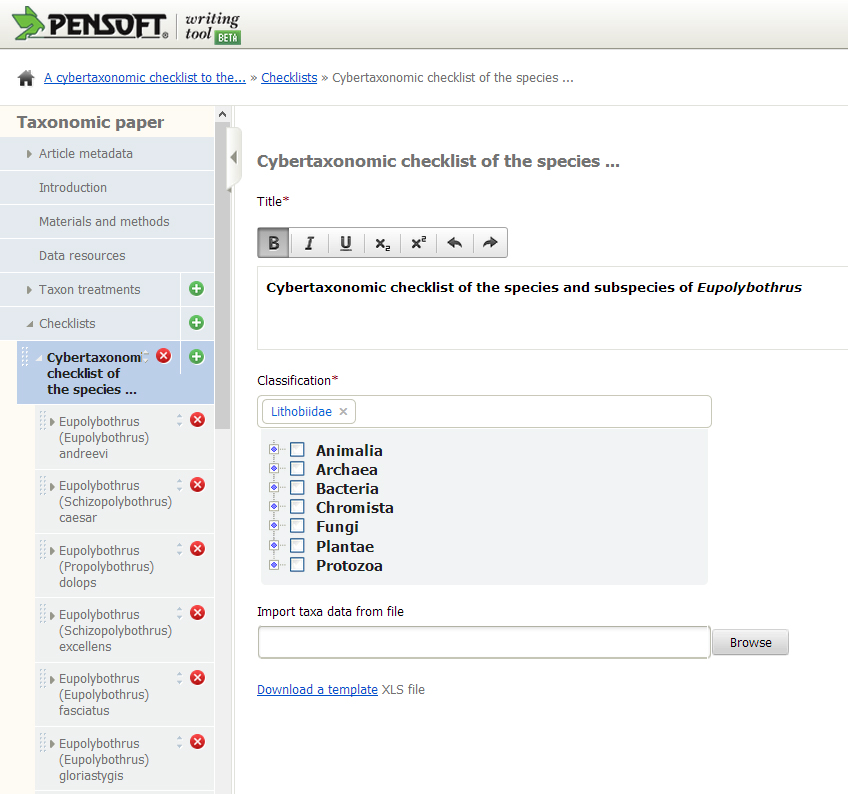 PENSOFT® writing
tool BETA
A cybertaxonomic checklist to the... » Checklists » Cybertaxonomic checklist of the species ...
Taxonomic paper
Article metadata
Introduction
Materials and methods
Data resources
Taxon treatments
Checklists
Cybertaxonomi
checklist of
the species ...
Eupolybothrus
(Eupolybothrus)
andreevi
Eupolybothrus
(Schizopolybothrus)
caesar
Eupolybothrus
(Propolybothrus)
dolops
Eupolybothrus
(Schizopolybothrus)
excellens
Eupolybothrus
(Eupolybothrus)
fasciatus
Eupolybothrus
(Eupolybothrus)
gloriastygis
Cybertaxonomic checklist of the species ...
Title*
B I U x₂ x²
Cybertaxonomic checklist of the species and subspecies of Eupolybothrus
Classification*
Lithobiidae ×
Animalia
Archaea
Bacteria
Chromista
Fungi
Plantae
Protozoa
Import taxa data from file
Browse
Download a template XLS file